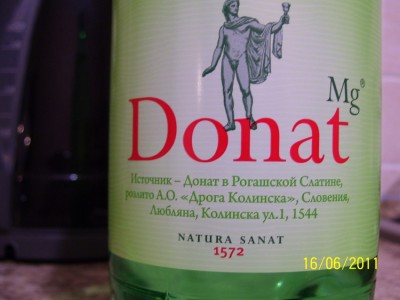 Mg®
Donat
Источник – Донат в Рогашской Слатине,
розлито А.О. «Дрога Колинска», Словения,
Любляна, Колинска ул.1, 1544
NATURA SANAT
1572
16/06/2011